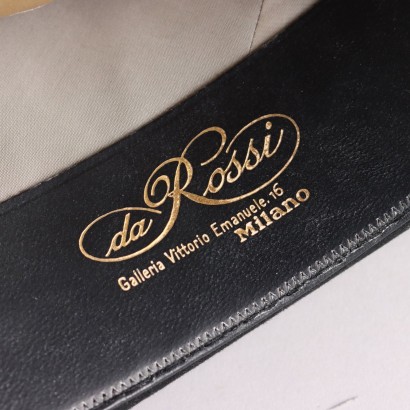 da Rossi
Galleria Vittorio Emanuele. 16
Milano